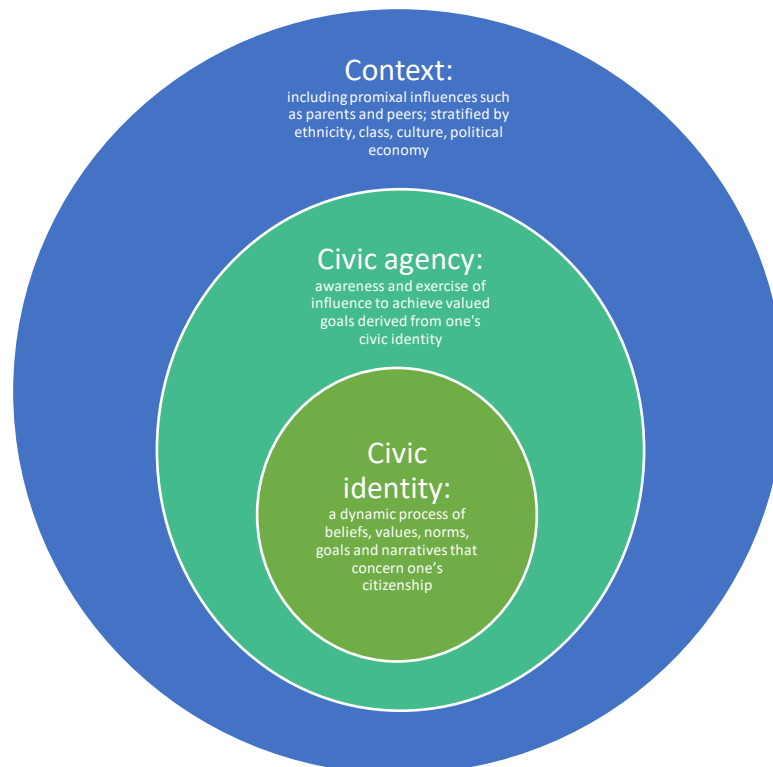 Context:
including promixal influences such
as parents and peers; stratified by
ethnicity, class, culture, political
economy
Civic agency:
awareness and exercise of
influence to achieve valued
goals derived from one's
civic identity
Civic
identity:
a dynamic process of
beliefs, values, norms,
goals and narratives that
concern one’s
citizenship